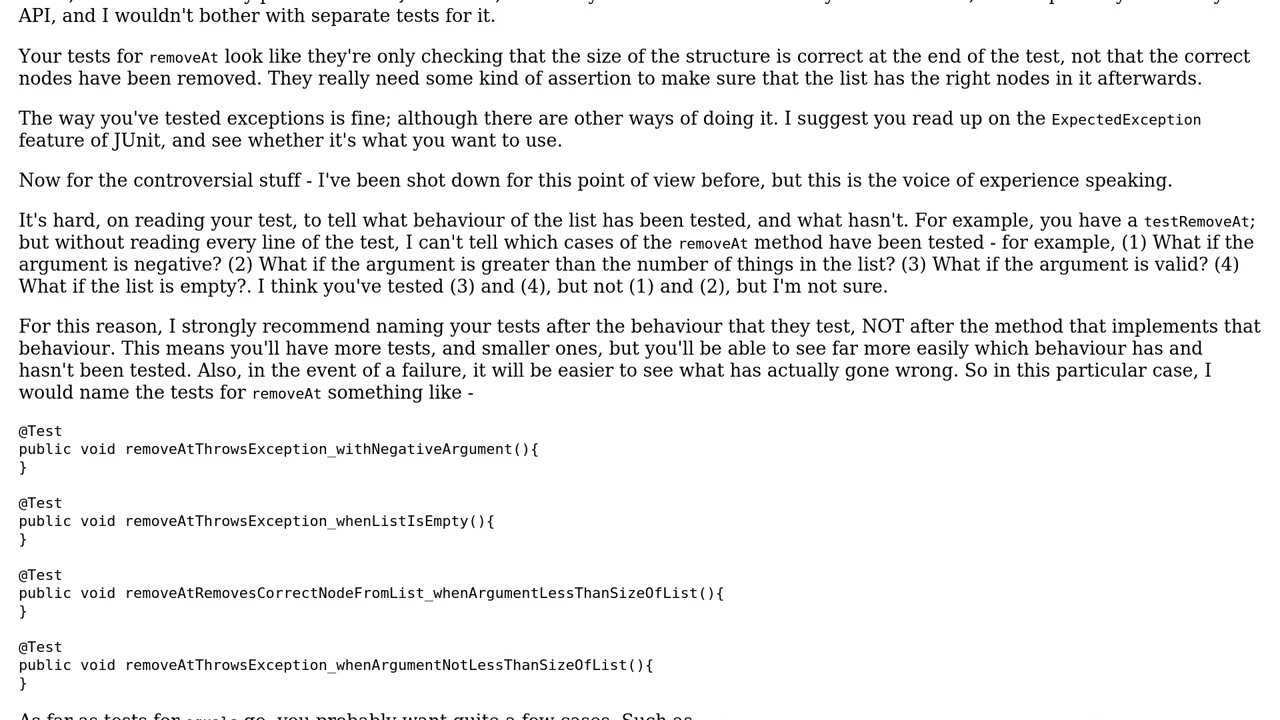 API, and I wouldn't bother with separate tests for it.
Your tests for removeAt look like they're only checking that the size of the structure is correct at the end of the test, not that the correct
nodes have been removed. They really need some kind of assertion to make sure that the list has the right nodes in it afterwards.
The way you've tested exceptions is fine; although there are other ways of doing it. I suggest you read up on the ExpectedException
feature of JUnit, and see whether it's what you want to use.
Now for the controversial stuff - I've been shot down for this point of view before, but this is the voice of experience speaking.
It's hard, on reading your test, to tell what behaviour of the list has been tested, and what hasn't. For example, you have a testRemoveAt;
but without reading every line of the test, I can't tell which cases of the removeAt method have been tested - for example, (1) What if the
argument is negative? (2) What if the argument is greater than the number of things in the list? (3) What if the argument is valid? (4)
What if the list is empty?. I think you've tested (3) and (4), but not (1) and (2), but I'm not sure.
For this reason, I strongly recommend naming your tests after the behaviour that they test, NOT after the method that implements that
behaviour. This means you'll have more tests, and smaller ones, but you'll be able to see far more easily which behaviour has and
hasn't been tested. Also, in the event of a failure, it will be easier to see what has actually gone wrong. So in this particular case, I
would name the tests for removeAt something like -
@Test
public void removeAtThrowsException_withNegativeArgument(){
}
@Test
public void removeAtThrowsException_whenListIsEmpty(){
}
@Test
public void removeAtRemovesCorrectNodeFromList_whenArgumentLessThanSizeOfList(){
}
@Test
public void removeAtThrowsException_whenArgumentNotLessThanSizeOfList(){
}
As far as tests for equals go, you probably want quite a few cases. Such as